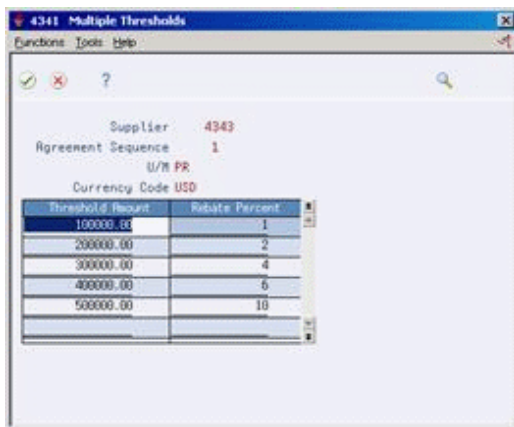 4341 Multiple Thresholds
Functions Tools Help
?
Supplier 4343
Agreement Sequence 1
U/M PR
Currency Code USD
Threshold Amount Rebate Percent
100000.00 1
200000.00 2
300000.00 4
400000.00 6
500000.00 10